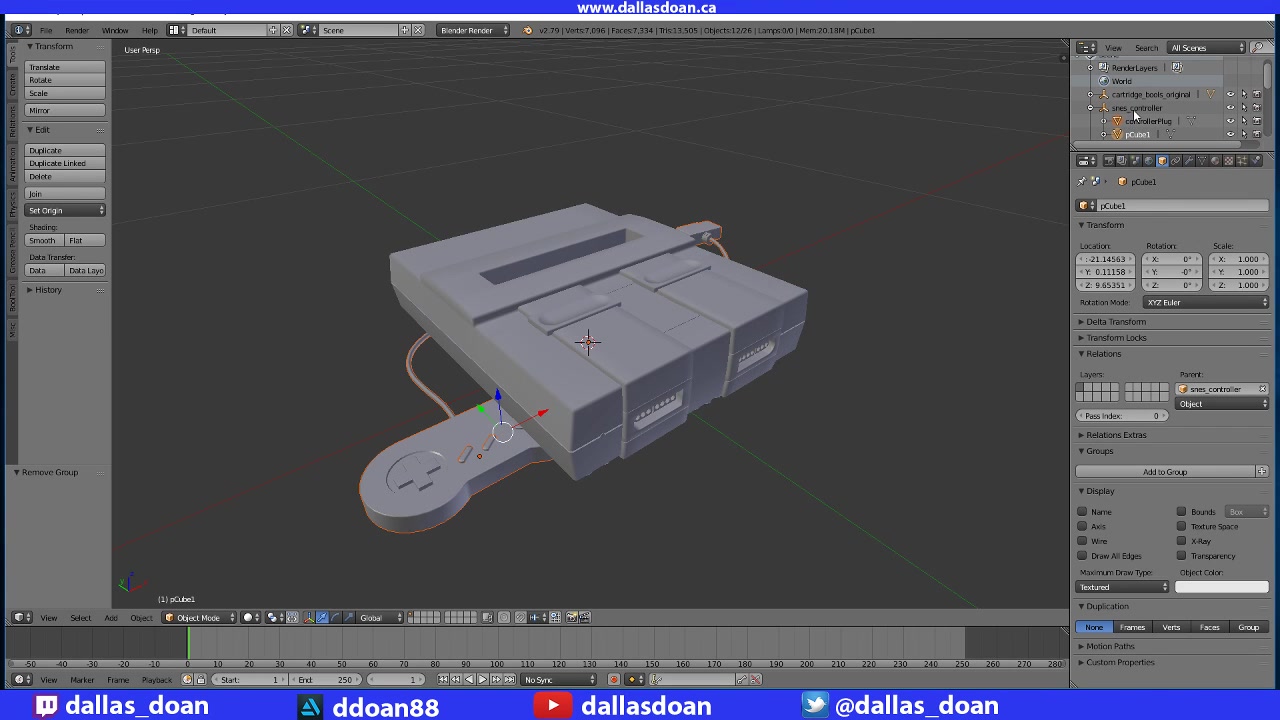 www.dallasdoan.ca
File Render Window Help Default Scene Blender Render v2.79 | Verts:7,096 | Faces:7,334 | Tris:13,505 | Objects:12/26 | Lamps:0/0 | Mem:20.18M | pCube1
Transform
Translate
Rotate
Scale
Mirror
Edit
Duplicate
Duplicate Linked
Delete
Join
Set Origin
Shading:
Smooth Flat
Data Transfer:
Data Data Layo
History
Remove Group
Tools
Create
Relations
Animation
Physics
Grease Pencil
BoolTool
Misc
User Persp
(1) pCube1
View Search All Scenes
RenderLayers
World
cartridge_bools_original
snes_controller
controllerPlug
pCube1
pCube1
pCube1
Transform
Location: Rotation: Scale:
:-21.14563 X: 0° X: 1.000
Y: 0.11158 Y: -0° Y: 1.000
Z: 9.65351 Z: 0° Z: 1.000
Rotation Mode: XYZ Euler
Delta Transform
Transform Locks
Relations
Layers: Parent:
snes_controller
Object
Pass Index: 0
Relations Extras
Groups
Add to Group
Display
Name Bounds Box
Axis Texture Space
Wire X-Ray
Draw All Edges Transparency
Maximum Draw Type: Object Color:
Textured
Duplication
None Frames Verts Faces Group
Motion Paths
Custom Properties
View Select Add Object Object Mode Global
-50 -40 -30 -20 -10 0 10 20 30 40 50 60 70 80 90 100 110 120 130 140 150 160 170 180 190 200 210 220 230 240 250 260 270 280
View Marker Frame Playback Start: 1 End: 250 1 No Sync
dallas_doan ddoan88 dallasdoan @dallas_doan